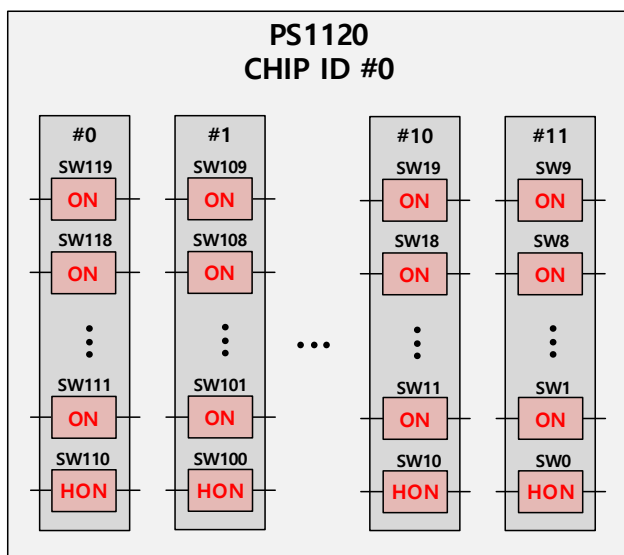 PS1120
CHIP ID #0
#0 #1 #10 #11
SW119 SW109 SW19 SW9
ON ON ON ON
SW118 SW108 SW18 SW8
ON ON ON ON
SW111 SW101 SW11 SW1
ON ON ON ON
SW110 SW100 SW10 SW0
HON HON HON HON